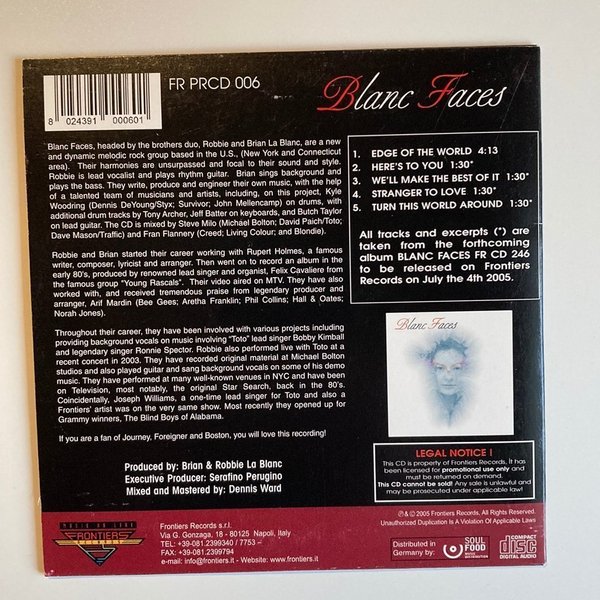 FR PRCD 006
Blanc Faces
8 024391 000601
Blanc Faces, headed by the brothers duo, Robbie and Brian La Blanc, are a new
and dynamic melodic rock group based in the U.S., (New York and Connecticut
area). Their harmonies are unsurpassed and focal to their sound and style.
Robbie is lead vocalist and plays rhythm guitar. Brian sings background and
plays the bass. They write, produce and engineer their own music, with the help
of a talented team of musicians and artists, including, on this project, Kyle
Woodring (Dennis DeYoung/Styx; Survivor; John Mellencamp) on drums, with
additional drum tracks by Tony Archer, Jeff Batter on keyboards, and Butch Taylor
on lead guitar. The CD is mixed by Steve Milo (Michael Bolton; David Paich/Toto;
Dave Mason/Traffic) and Fran Flannery (Creed; Living Colour; and Blondie).
Robbie and Brian started their career working with Rupert Holmes, a famous
writer, composer, lyricist and arranger. Then went on to record an album in the
early 80's, produced by renowned lead singer and organist, Felix Cavaliere from
the famous group "Young Rascals". Their video aired on MTV. They have also
worked with, and received tremendous praise from legendary producer and
arranger, Arif Mardin (Bee Gees; Aretha Franklin; Phil Collins; Hall & Oates;
Norah Jones).
Throughout their career, they have been involved with various projects including
providing background vocals on music involving "Toto" lead singer Bobby Kimball
and legendary singer Ronnie Spector. Robbie also performed live with Toto at a
recent concert in 2003. They have recorded original material at Michael Bolton
studios and also played guitar and sang background vocals on some of his demo
music. They have performed at many well-known venues in NYC and have been
on Television, most notably, the original Star Search, back in the 80's.
Coincidentally, Joseph Williams, a one-time lead singer for Toto and also a
Frontiers' artist was on the very same show. Most recently they opened up for
Grammy winners, The Blind Boys of Alabama.
If you are a fan of Journey, Foreigner and Boston, you will love this recording!
Produced by: Brian & Robbie La Blanc
Executive Producer: Serafino Perugino
Mixed and Mastered by: Dennis Ward
1. EDGE OF THE WORLD 4:13
2. HERE'S TO YOU 1:30*
3. WE'LL MAKE THE BEST OF IT 1:30*
4. STRANGER TO LOVE 1:30*
5. TURN THIS WORLD AROUND 1:30*
All tracks and excerpts (*) are
taken from the forthcoming
album BLANC FACES FR CD 246
to be released on Frontiers
Records on July the 4th 2005.
Blanc Faces
LEGAL NOTICE !
This CD is property of Frontiers Records. It has
been licensed for promotional use only and
must be returned on demand.
This CD cannot be sold! Any sale is unlawful and
may be prosecuted under applicable law!
MUSIC ON LINE
FRONTIERS
RECORDS
Frontiers Records s.r.l.
Via G. Gonzaga, 18 - 80125 Napoli, Italy
TEL: +39-081.2399340 / 7753 –
FAX: +39-081.2399794
e-mail: info@frontiers.it - Website: www.frontiers.it
℗ & © 2005 Frontiers Records. All rights reserved.
Unauthorized Duplication Is A Violation Of Applicable Laws
Distributed in
Germany by:
SOUL
FOOD
MUSIC DISTRIBUTION
COMPACT
disc
DIGITAL AUDIO